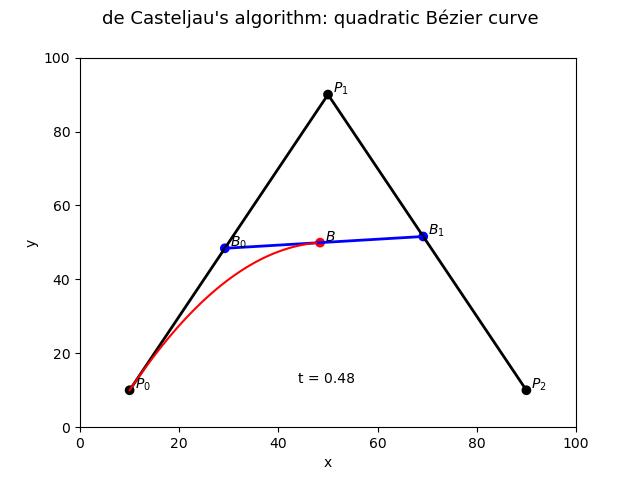 de Casteljau's algorithm: quadratic Bézier curve
100
P₁
80
60
B₁
B₀
B
y
40
20
t = 0.48
P₀
P₂
0
0 20 40 60 80 100
x